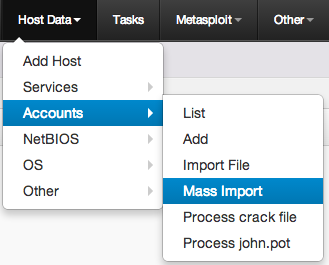 Host Data Tasks Metasploit Other
Add Host
Services
Accounts
NetBIOS
OS
Other
List
Add
Import File
Mass Import
Process crack file
Process john.pot